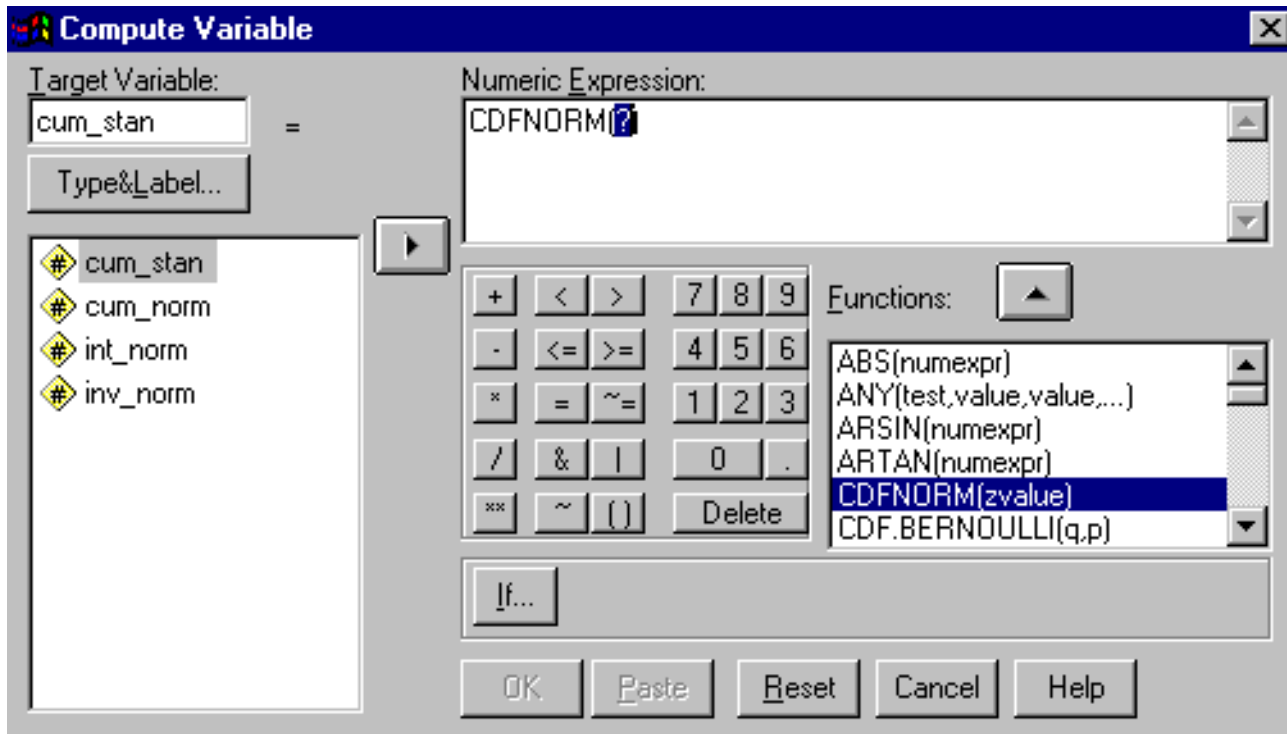 Compute Variable
Target Variable:
cum_stan
=
Type&Label...
cum_stan
cum_norm
int_norm
inv_norm
Numeric Expression:
CDFNORM(?)
+ < > 7 8 9
- <= >= 4 5 6
* = ~= 1 2 3
/ & | 0 .
** ~ ( ) Delete
Functions:
ABS(numexpr)
ANY(test,value,value,...)
ARSIN(numexpr)
ARTAN(numexpr)
CDFNORM(zvalue)
CDF.BERNOULLI(q,p)
If...
OK Paste Reset Cancel Help